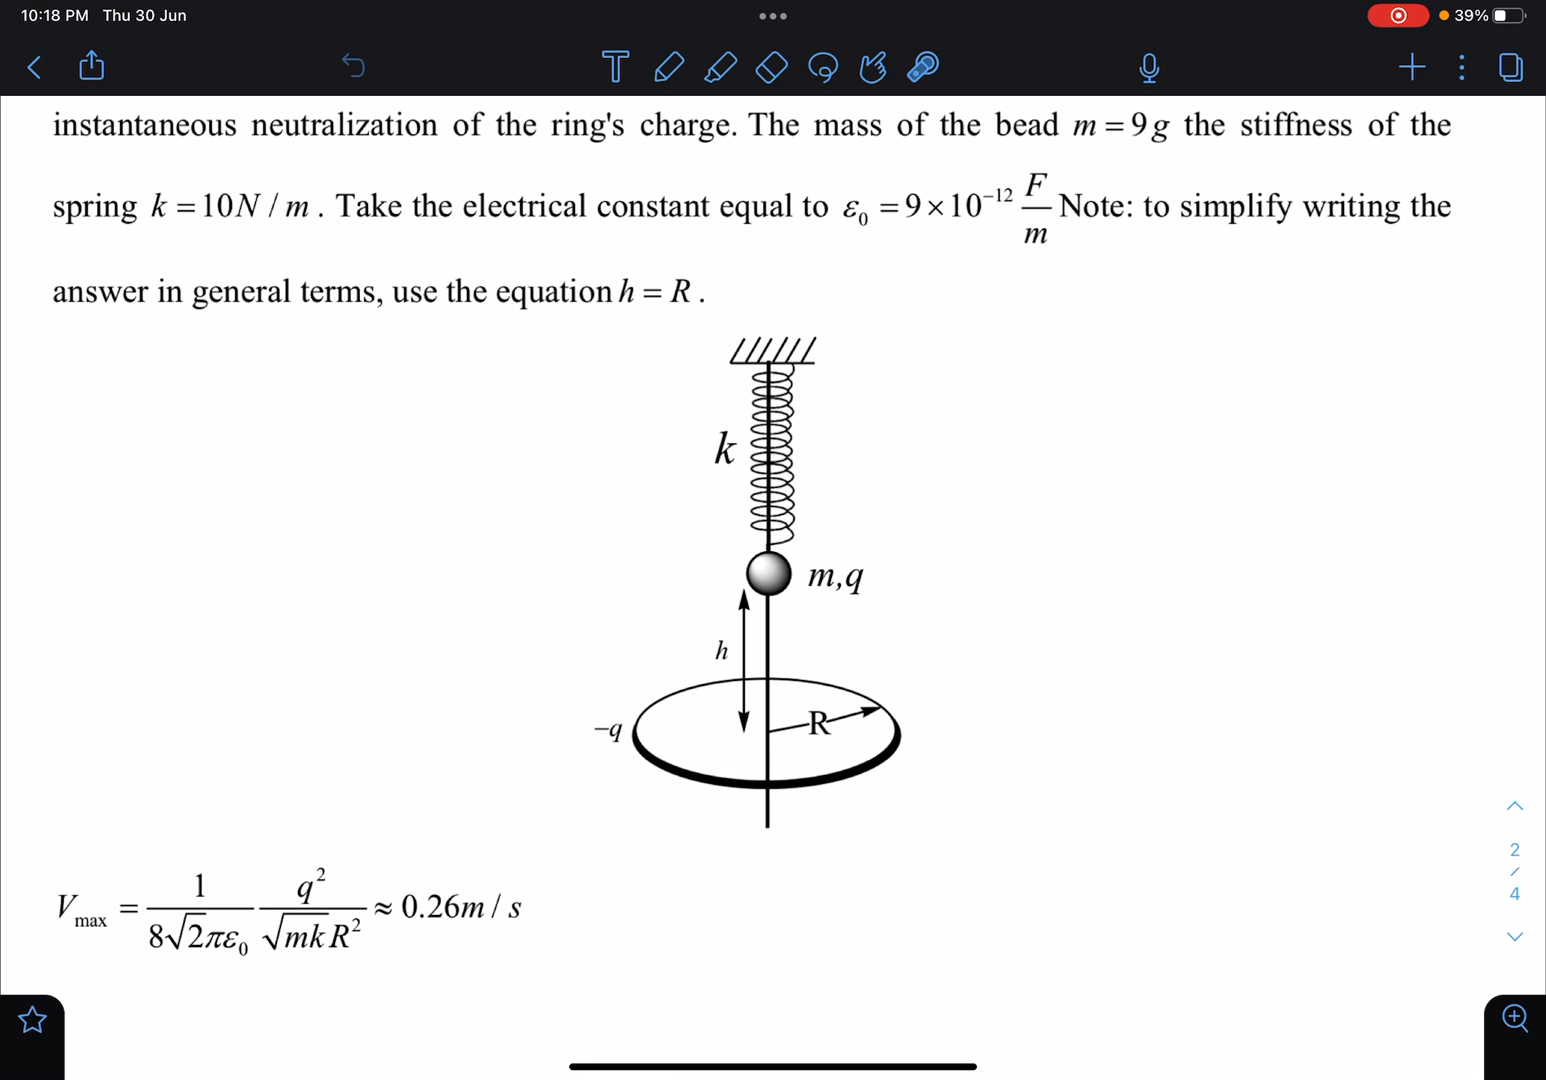 10:18 PM Thu 30 Jun
39%
instantaneous neutralization of the ring's charge. The mass of the bead m = 9 g the stiffness of the
spring k = 10N / m . Take the electrical constant equal to ε₀ = 9 × 10⁻¹² F/m Note: to simplify writing the
answer in general terms, use the equation h = R .
k
m,q
h
R
−q
2
/
4
V_max = 1/(8√2πε₀) q²/(√mk R²) ≈ 0.26m / s